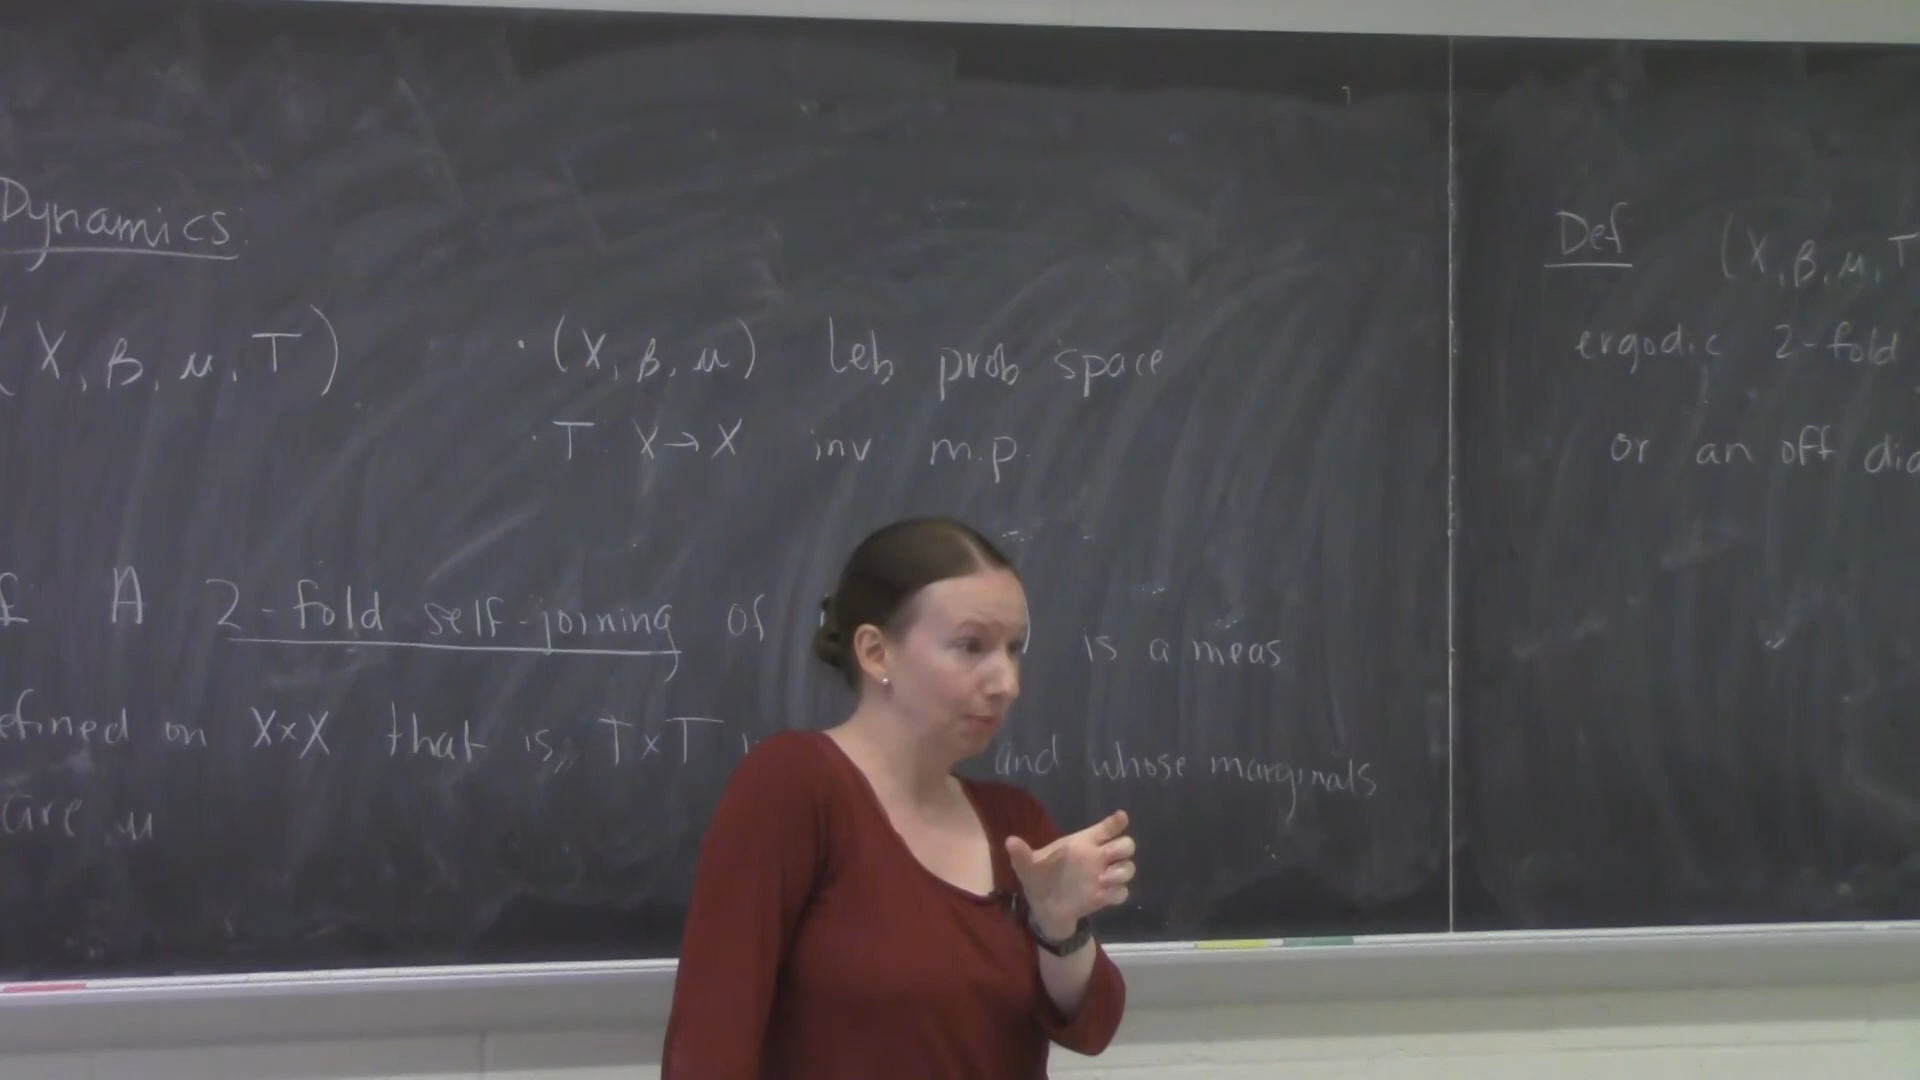 Dynamics:
(X, β, μ, T)
· (X, β, μ) Leb prob space
· T: X→X inv. m.p.
A 2-fold self-joining of is a meas
efined on X×X that is T×T and whose marginals
are μ
Def (X, β, μ, T
ergodic 2-fold
or an off dia